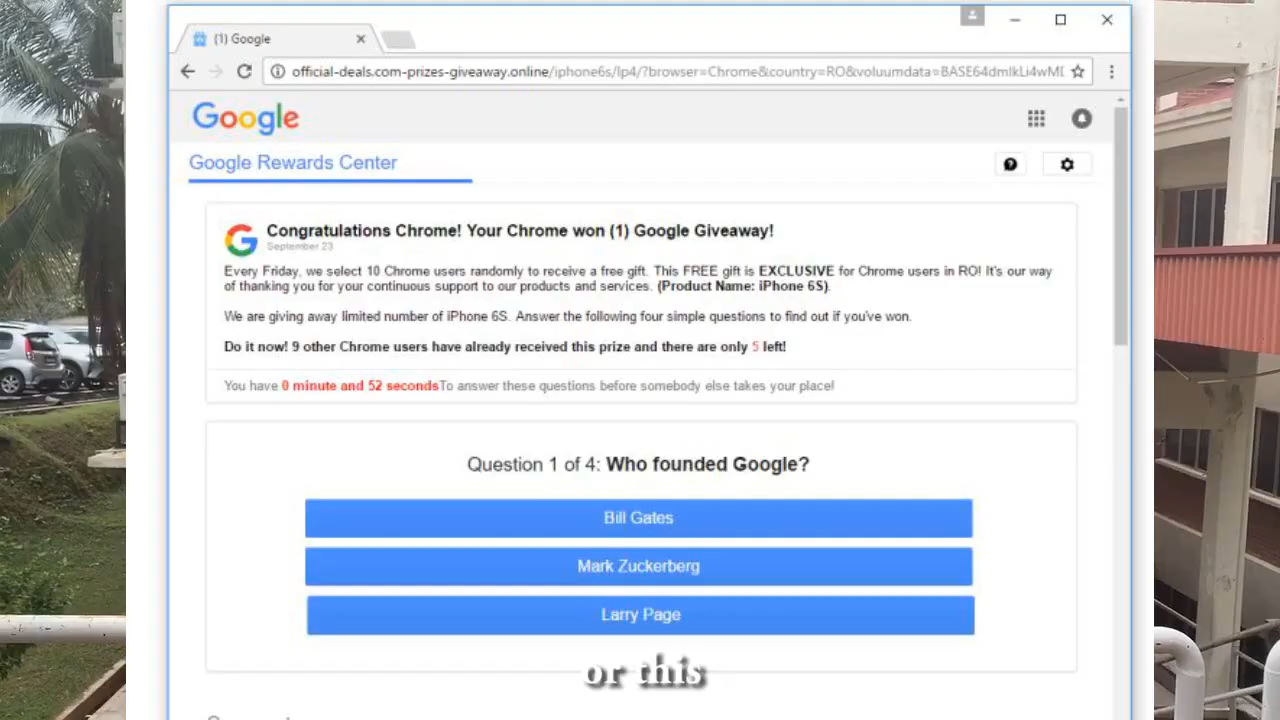 (1) Google
official-deals.com-prizes-giveaway.online/iphone6s/lp4/?browser=Chrome&country=RO&voluumdata=BASE64dmlkLi4wMD
Google
Google Rewards Center
Congratulations Chrome! Your Chrome won (1) Google Giveaway!
September 23
Every Friday, we select 10 Chrome users randomly to receive a free gift. This FREE gift is EXCLUSIVE for Chrome users in RO! It's our way
of thanking you for your continuous support to our products and services. (Product Name: iPhone 6S).
We are giving away limited number of iPhone 6S. Answer the following four simple questions to find out if you've won.
Do it now! 9 other Chrome users have already received this prize and there are only 5 left!
You have 0 minute and 52 secondsTo answer these questions before somebody else takes your place!
Question 1 of 4: Who founded Google?
Bill Gates
Mark Zuckerberg
Larry Page
or this